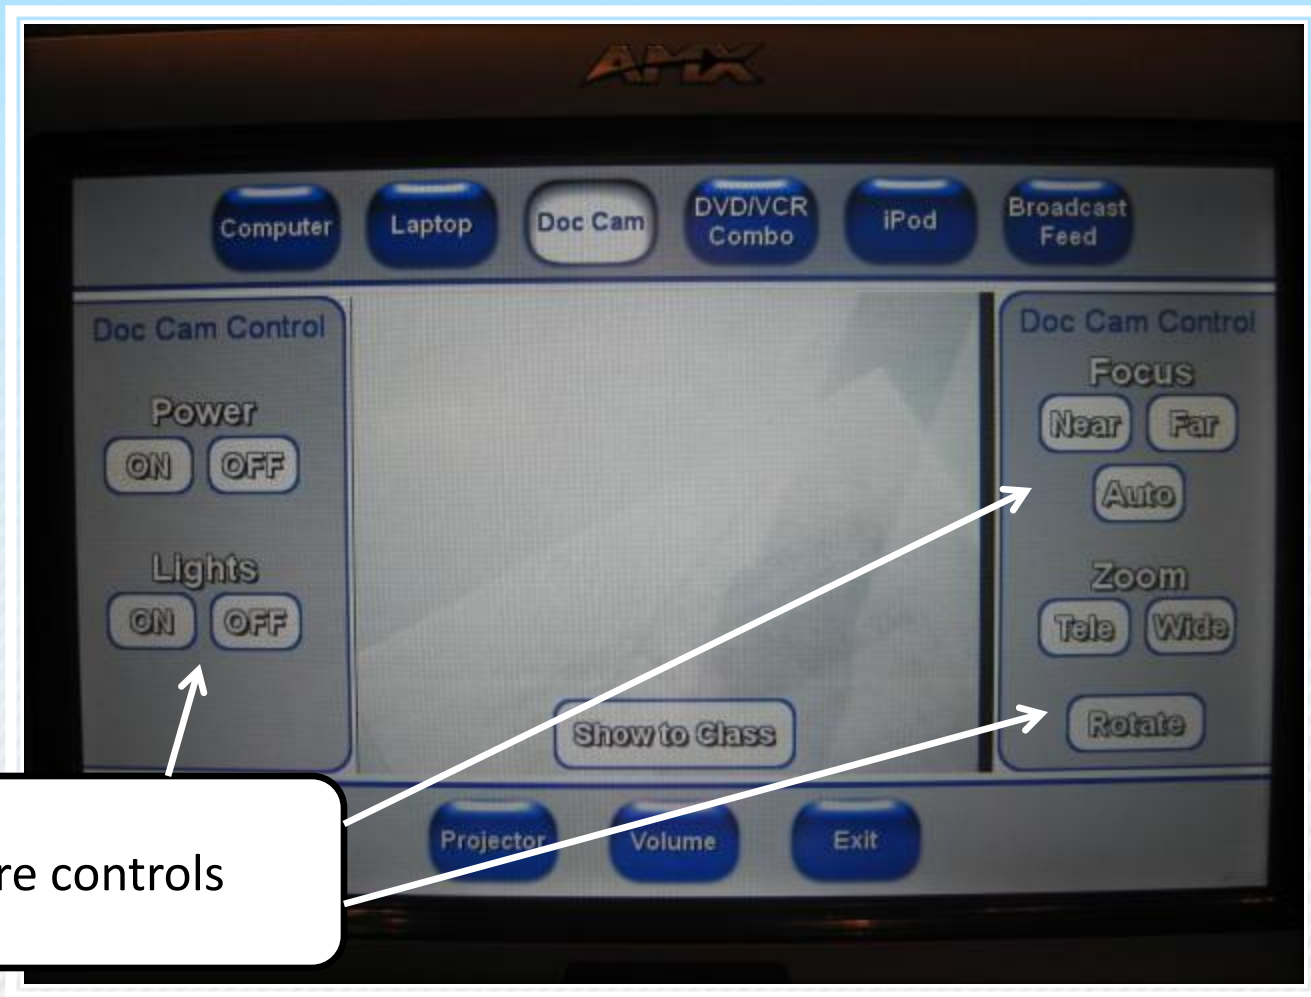 AMX
Computer
Laptop
Doc Cam
DVD/VCR
Combo
iPod
Broadcast
Feed
Doc Cam Control
Power
ON OFF
Lights
ON OFF
Doc Cam Control
Focus
Near Far
Auto
Zoom
Tele Wide
Rotate
Show to Class
Projector
Volume
Exit
controls